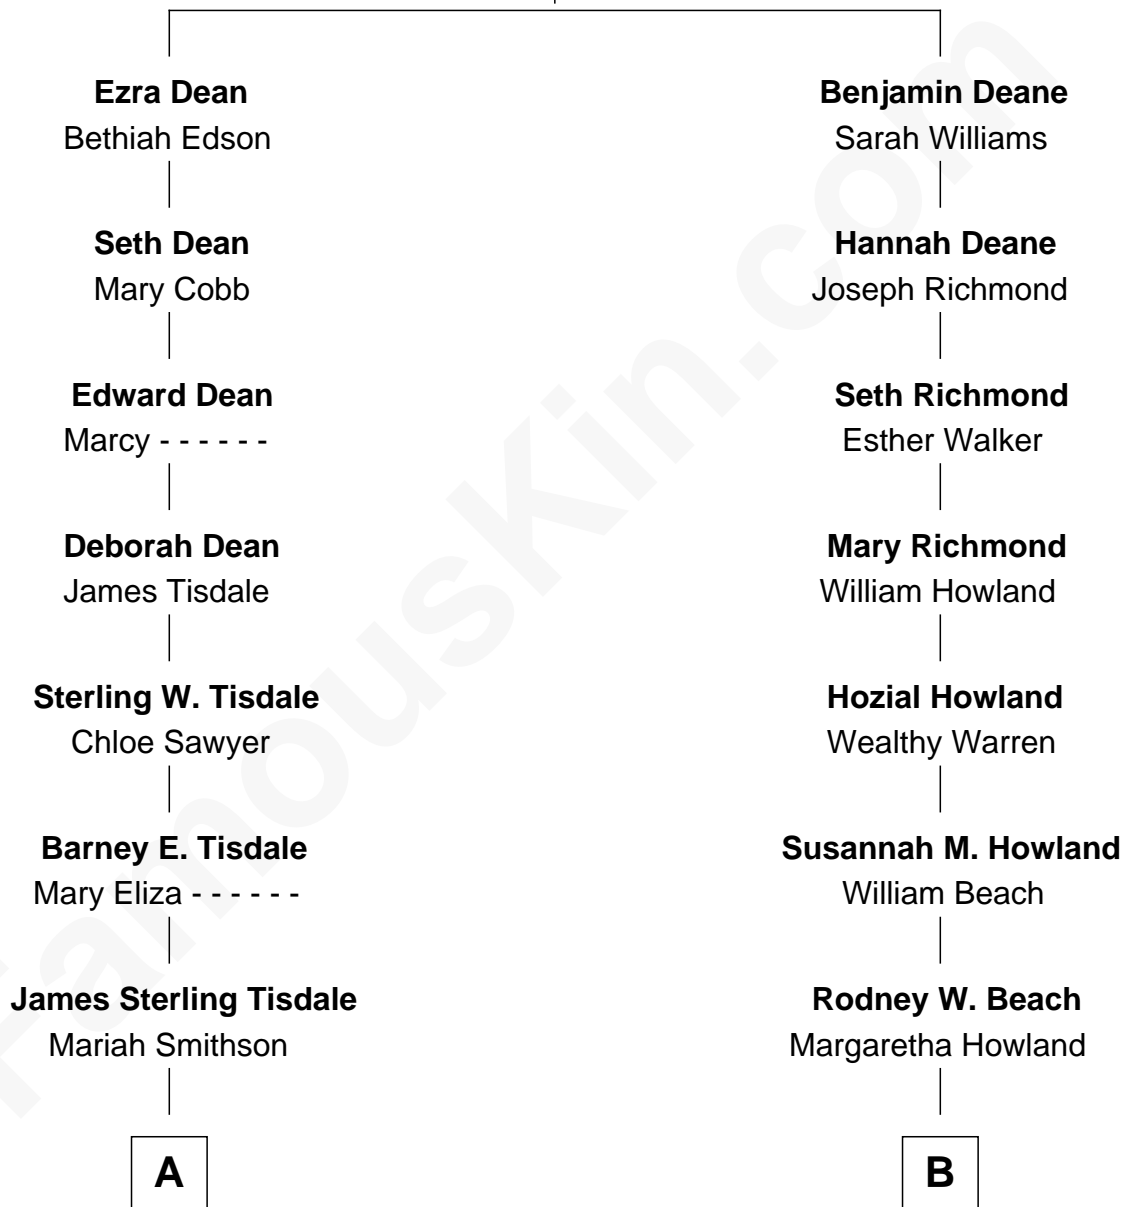 Ezra Dean
Bethiah Edson
Seth Dean
Mary Cobb
Edward Dean
Marcy - - - - - -
Deborah Dean
James Tisdale
Sterling W. Tisdale
Chloe Sawyer
Barney E. Tisdale
Mary Eliza - - - - - -
James Sterling Tisdale
Mariah Smithson
A
Benjamin Deane
Sarah Williams
Hannah Deane
Joseph Richmond
Seth Richmond
Esther Walker
Mary Richmond
William Howland
Hozial Howland
Wealthy Warren
Susannah M. Howland
William Beach
Rodney W. Beach
Margaretha Howland
B
FamousKin.com